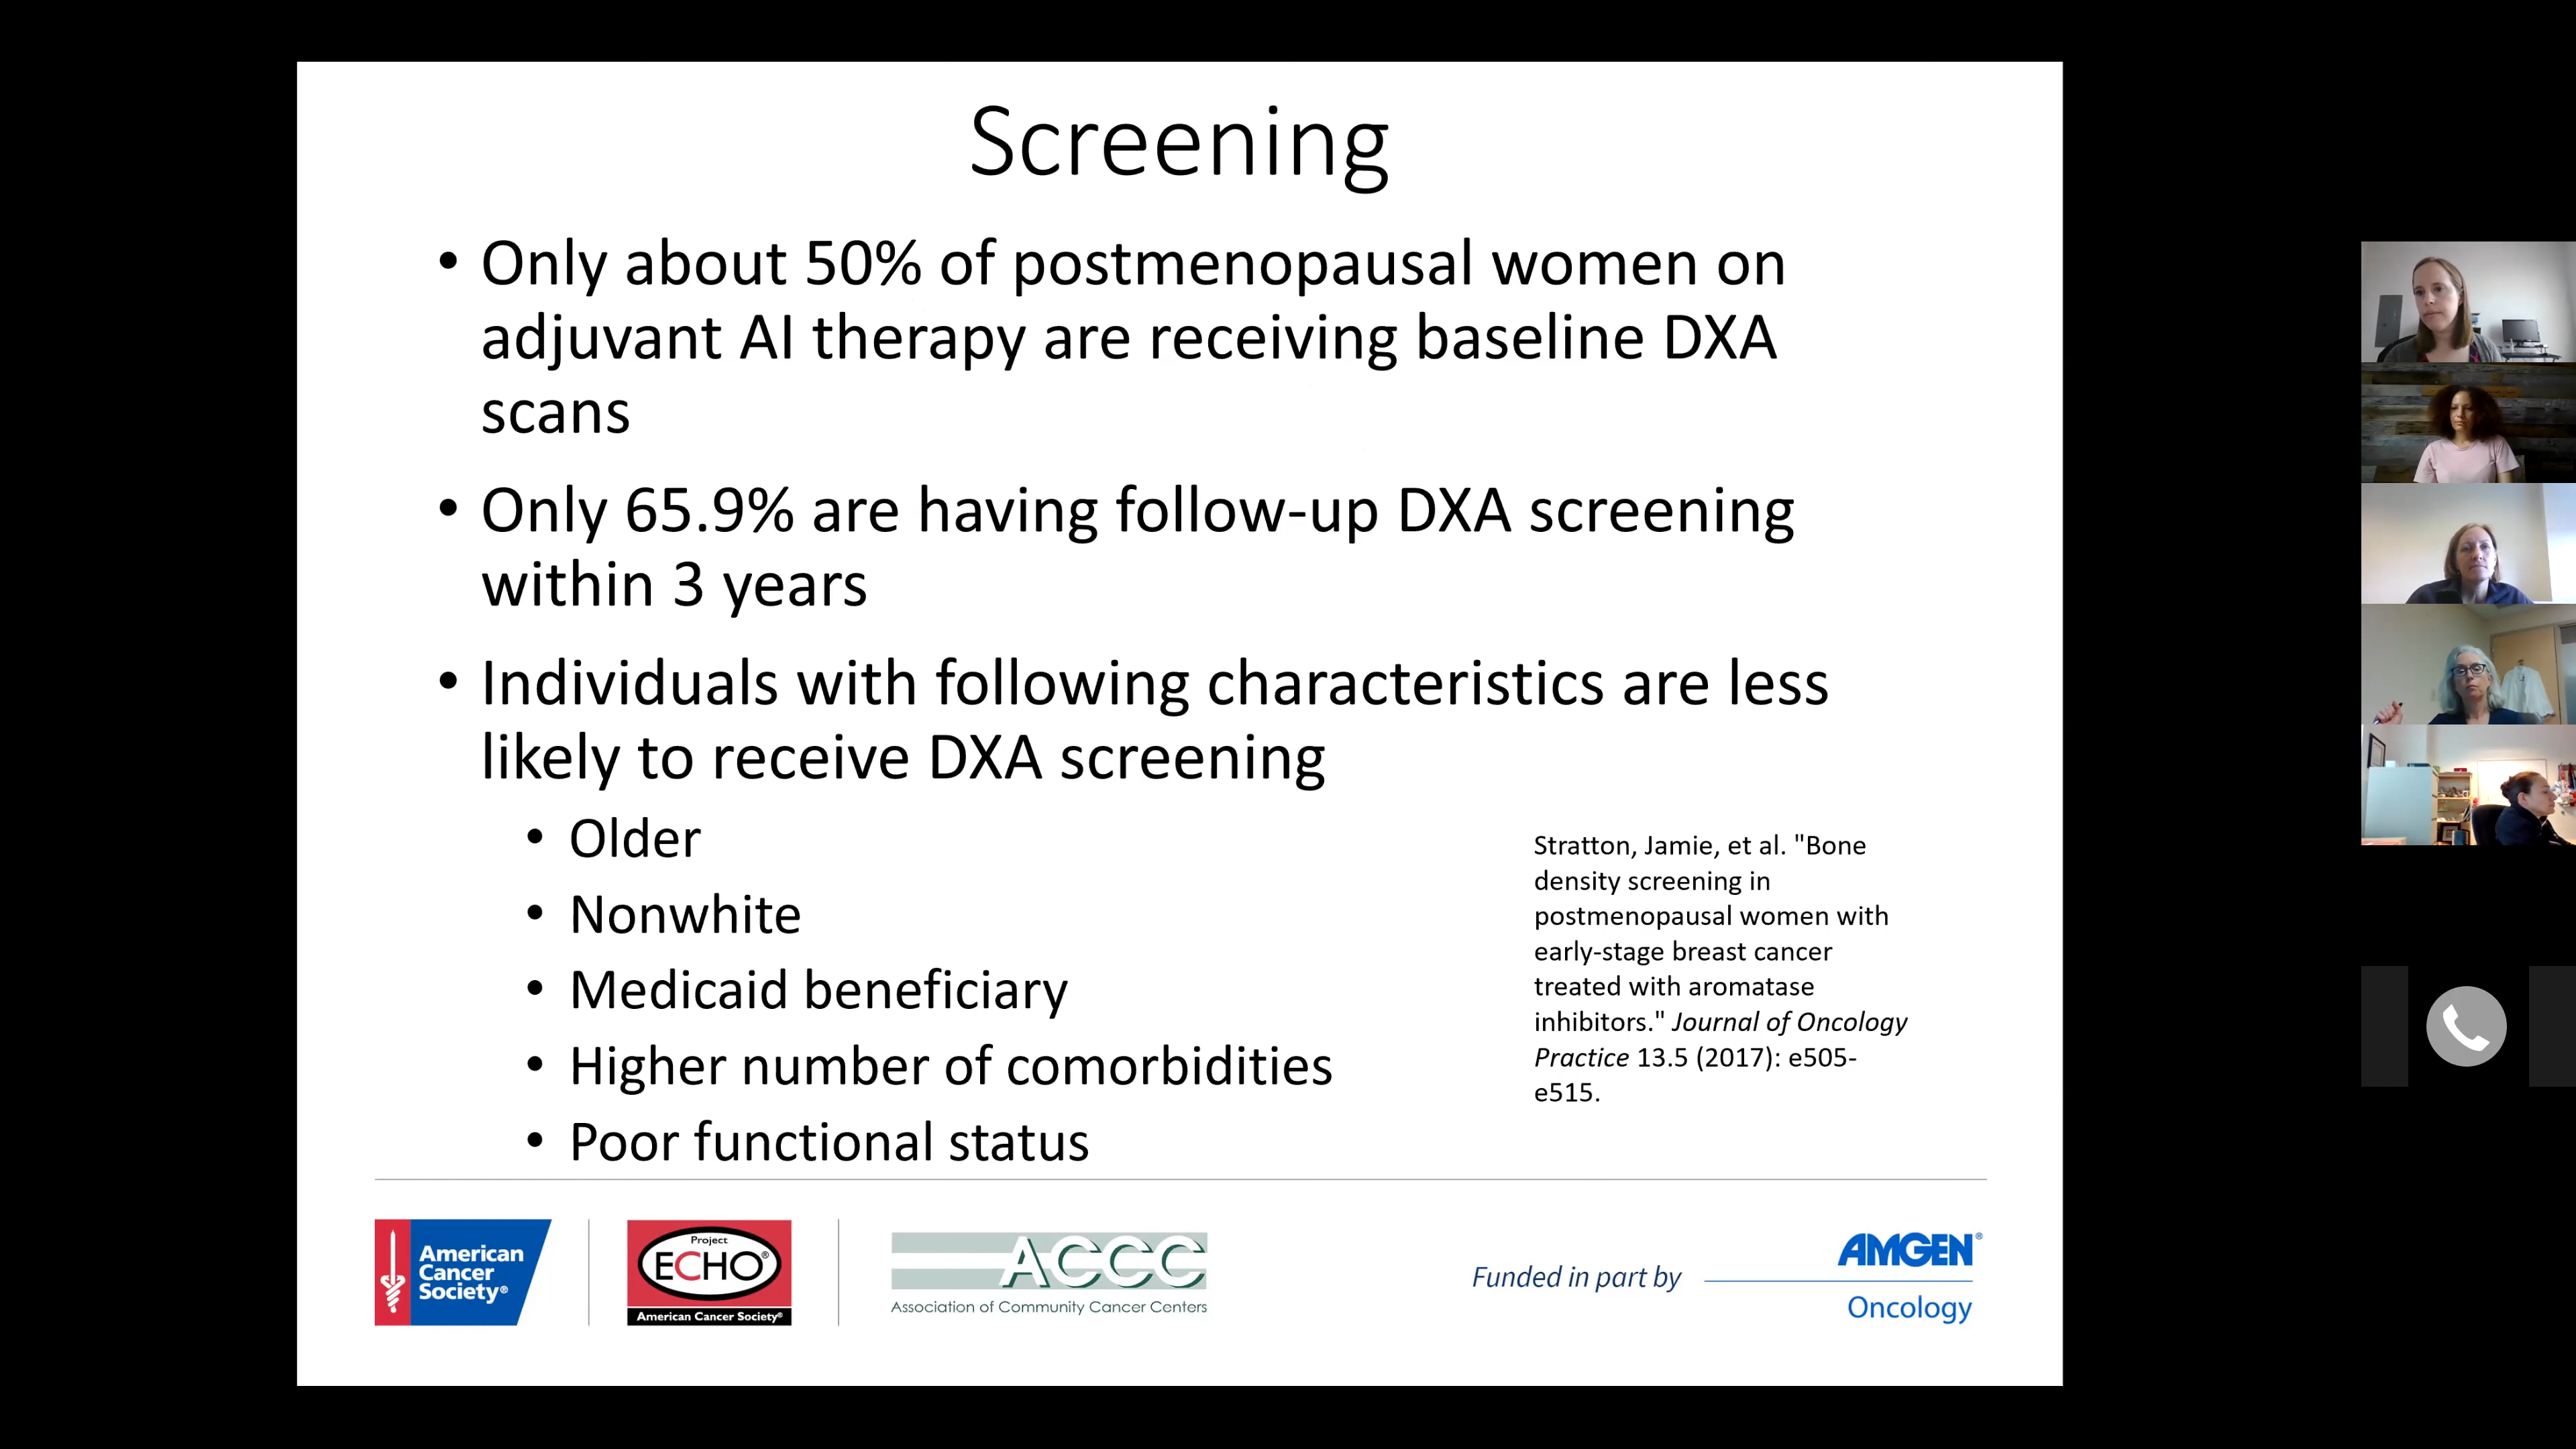 Screening
• Only about 50% of postmenopausal women on
adjuvant AI therapy are receiving baseline DXA
scans
• Only 65.9% are having follow-up DXA screening
within 3 years
• Individuals with following characteristics are less
likely to receive DXA screening
• Older
• Nonwhite
• Medicaid beneficiary
• Higher number of comorbidities
• Poor functional status
Stratton, Jamie, et al. "Bone
density screening in
postmenopausal women with
early-stage breast cancer
treated with aromatase
inhibitors." Journal of Oncology
Practice 13.5 (2017): e505-
e515.
American
Cancer
Society®
Project
ECHO®
American Cancer Society®
ACCC
Association of Community Cancer Centers
Funded in part by
AMGEN®
Oncology